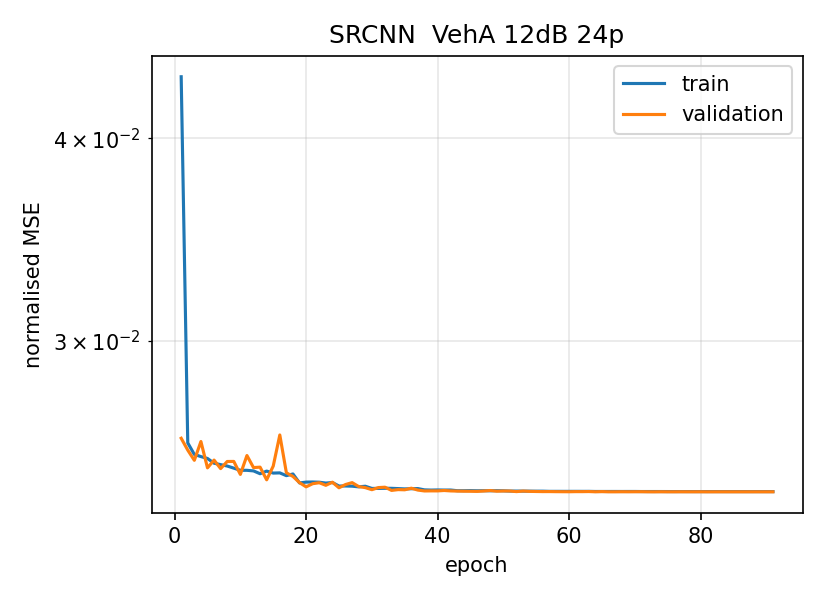 SRCNN  VehA 12dB 24p
train
validation
4 × 10⁻²
3 × 10⁻²
normalised MSE
0 20 40 60 80
epoch